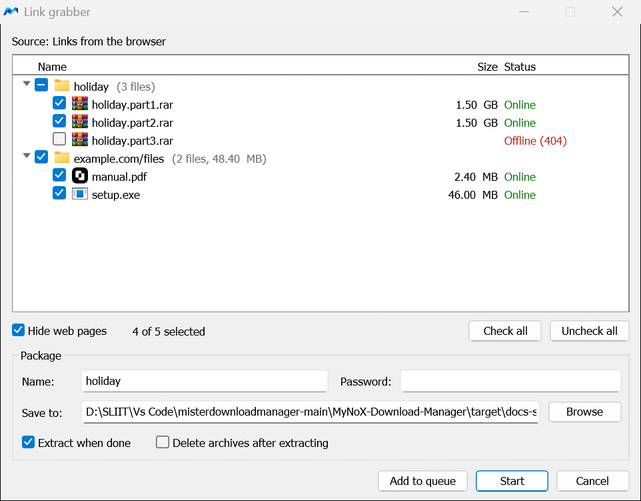 Link grabber
Source: Links from the browser
Name Size Status
holiday (3 files)
holiday.part1.rar 1.50 GB Online
holiday.part2.rar 1.50 GB Online
holiday.part3.rar Offline (404)
example.com/files (2 files, 48.40 MB)
manual.pdf 2.40 MB Online
setup.exe 46.00 MB Online
Hide web pages 4 of 5 selected Check all Uncheck all
Package
Name: holiday Password:
Save to: D:\SLIIT\Vs Code\misterdownloadmanager-main\MyNoX-Download-Manager\target\docs-s Browse
Extract when done Delete archives after extracting
Add to queue Start Cancel